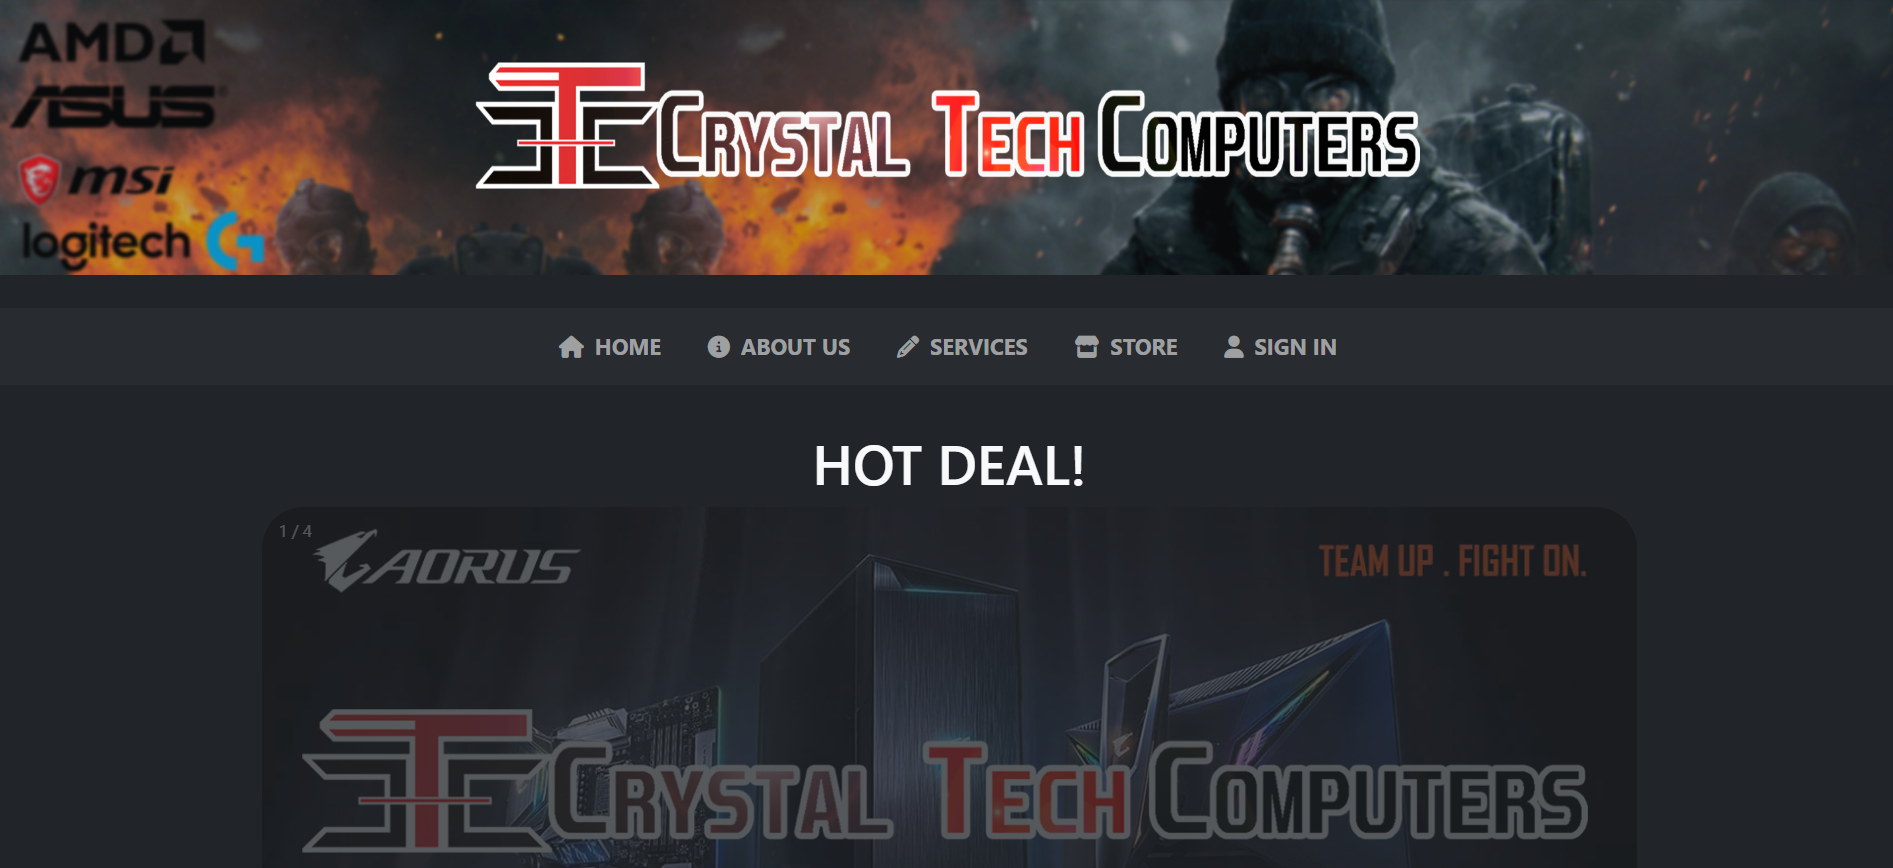 AMD
ASUS
msi
logitech G
CRYSTAL TECH COMPUTERS
HOME ABOUT US SERVICES STORE SIGN IN
HOT DEAL!
1 / 4
AORUS
TEAM UP . FIGHT ON.
CRYSTAL TECH COMPUTERS